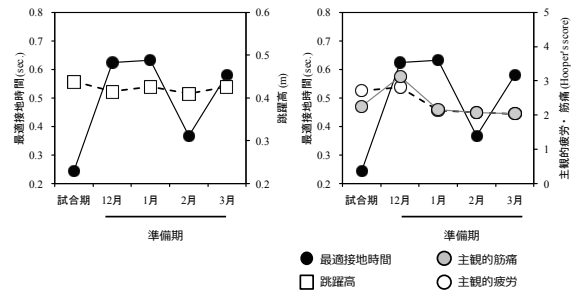 0.8
0.7
0.6
0.5
0.4
0.3
0.2
最適接地時間(sec.)
0.6
0.5
0.4
0.3
0.2
跳躍高 (m)
試合期 12月 1月 2月 3月
準備期
0.8
0.7
0.6
0.5
0.4
0.3
0.2
最適接地時間(sec.)
5
4
3
2
1
0
主観的疲労・筋痛(Hooper's score)
試合期 12月 1月 2月 3月
準備期
最適接地時間 主観的筋痛
跳躍高 主観的疲労